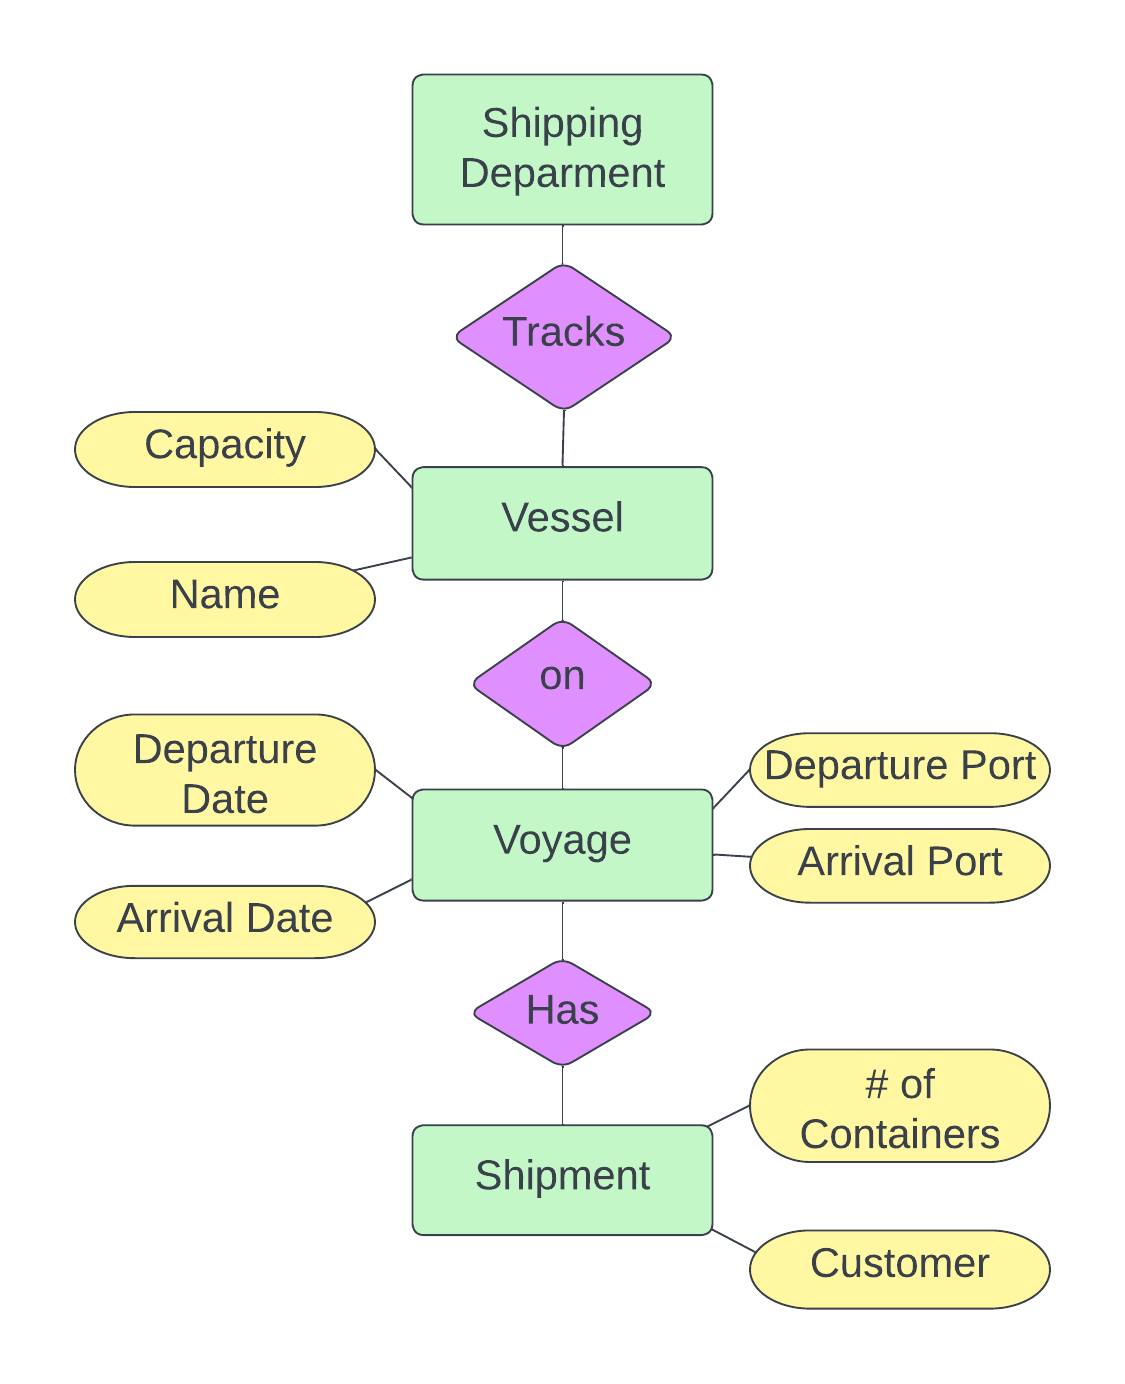 Shipping
Deparment
Tracks
Capacity
Vessel
Name
on
Departure
Date
Departure Port
Voyage
Arrival Port
Arrival Date
Has
# of
Containers
Shipment
Customer